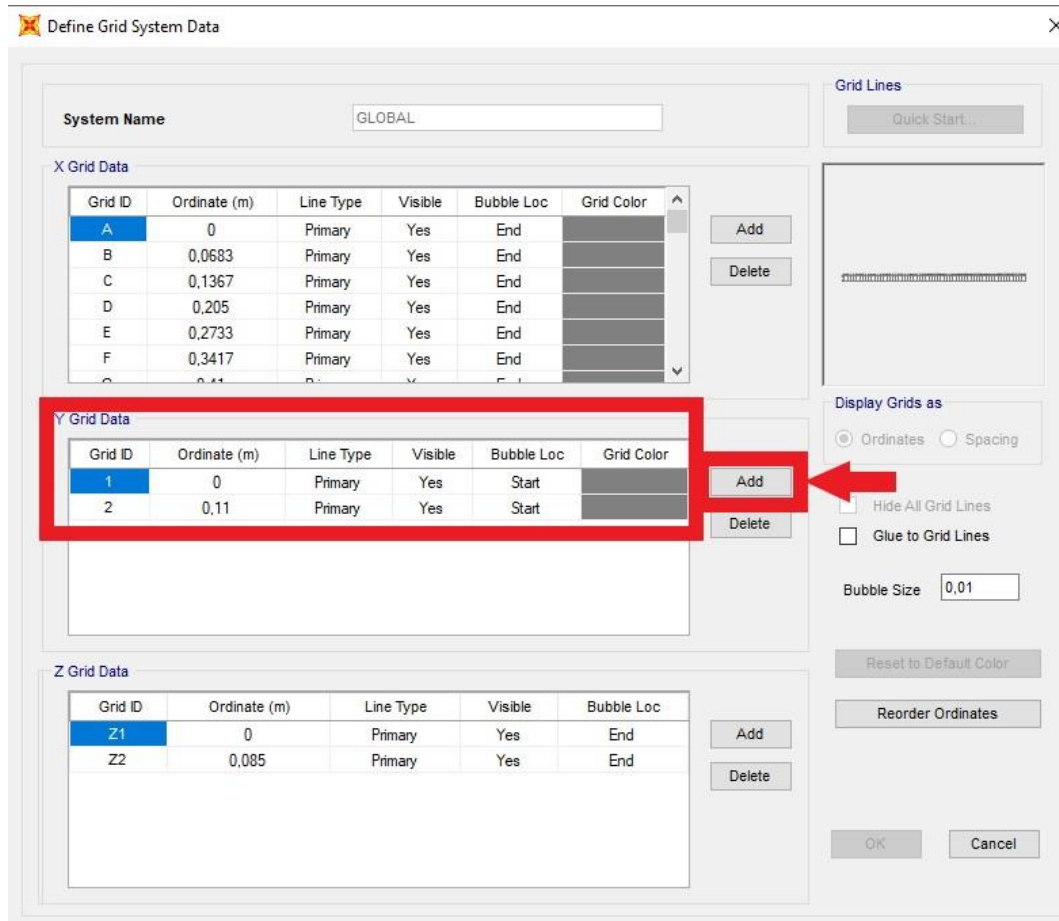 Define Grid System Data
Grid Lines
System Name GLOBAL Quick Start...
X Grid Data
Grid ID Ordinate (m) Line Type Visible Bubble Loc Grid Color
A 0 Primary Yes End Add
B 0,0683 Primary Yes End
C 0,1367 Primary Yes End Delete
D 0,205 Primary Yes End
E 0,2733 Primary Yes End
F 0,3417 Primary Yes End
Y Grid Data Display Grids as
Ordinates Spacing
Grid ID Ordinate (m) Line Type Visible Bubble Loc Grid Color
1 0 Primary Yes Start Add
2 0,11 Primary Yes Start Hide All Grid Lines
Delete Glue to Grid Lines
Bubble Size 0,01
Z Grid Data Reset to Default Color
Grid ID Ordinate (m) Line Type Visible Bubble Loc Reorder Ordinates
Z1 0 Primary Yes End Add
Z2 0,085 Primary Yes End
Delete
OK Cancel